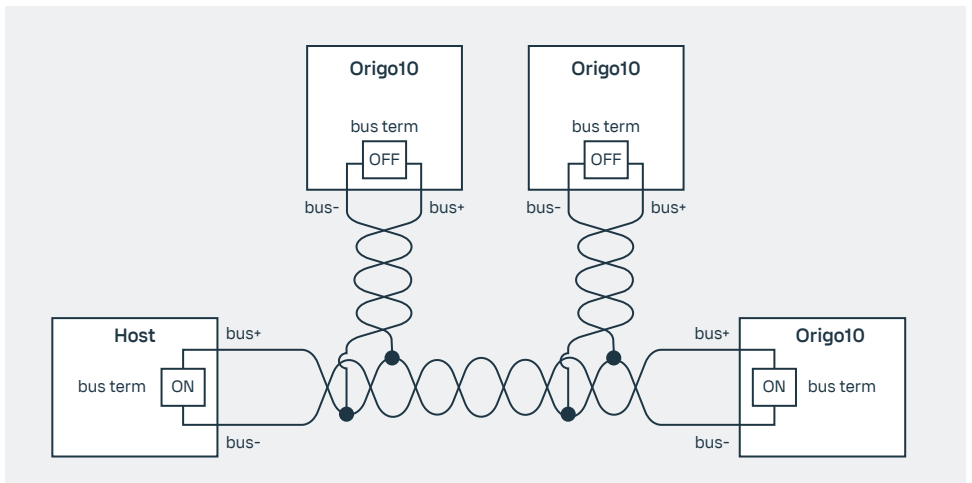 Origo10
bus term
OFF
bus-
bus+
Origo10
bus term
OFF
bus-
bus+
Host
bus term
ON
bus+
bus-
Origo10
ON
bus term
bus+
bus-